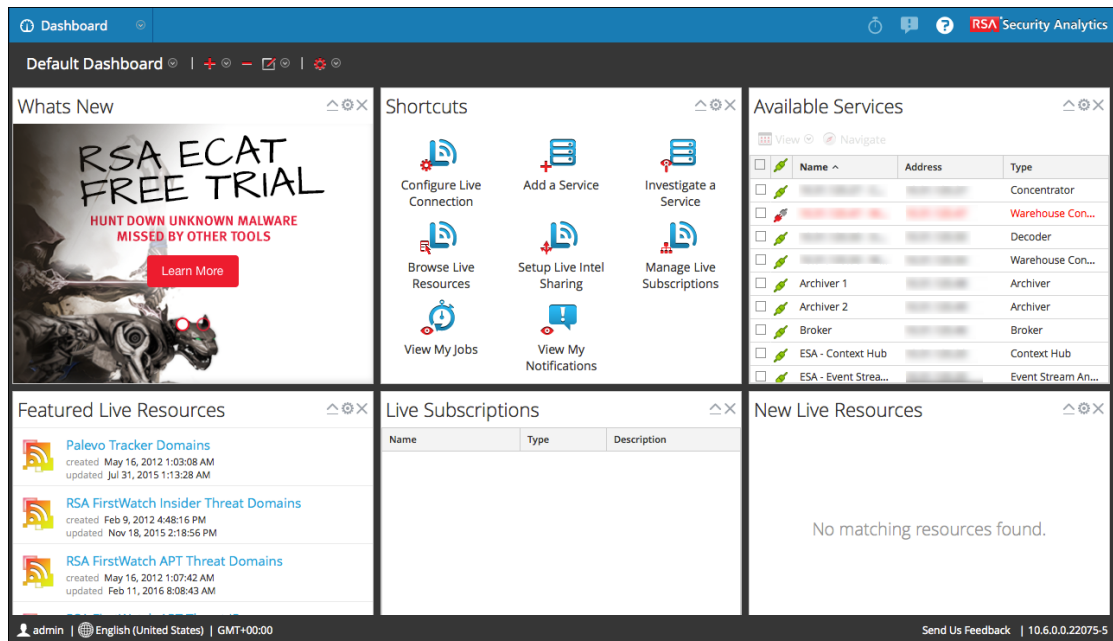 Dashboard
RSA Security Analytics
Default Dashboard
Whats New
RSA ECAT
FREE TRIAL
HUNT DOWN UNKNOWN MALWARE
MISSED BY OTHER TOOLS
Learn More
Shortcuts
Configure Live
Connection
Add a Service
Investigate a
Service
Browse Live
Resources
Setup Live Intel
Sharing
Manage Live
Subscriptions
View My Jobs
View My
Notifications
Available Services
View Navigate
Name Address Type
Concentrator
Warehouse Con...
Decoder
Warehouse Con...
Archiver 1 Archiver
Archiver 2 Archiver
Broker Broker
ESA - Context Hub Context Hub
ESA - Event Strea... Event Stream An...
Featured Live Resources
Palevo Tracker Domains
created May 16, 2012 1:03:08 AM
updated Jul 31, 2015 1:13:28 AM
RSA FirstWatch Insider Threat Domains
created Feb 9, 2012 4:48:16 PM
updated Nov 18, 2015 2:18:56 PM
RSA FirstWatch APT Threat Domains
created May 16, 2012 1:07:42 AM
updated Feb 11, 2016 8:08:43 AM
Live Subscriptions
Name Type Description
New Live Resources
No matching resources found.
admin | English (United States) | GMT+00:00
Send Us Feedback | 10.6.0.0.22075-5